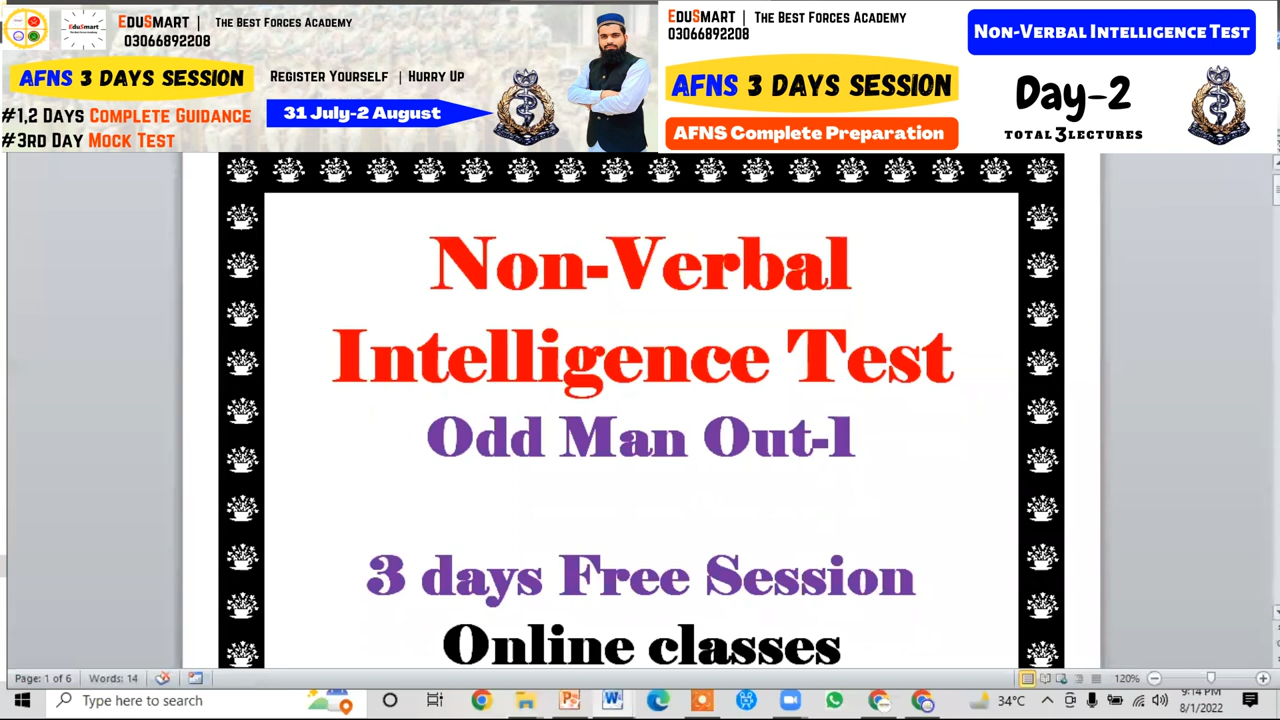 EduSmart | The Best Forces Academy
03066892208
AFNS 3 DAYS SESSION
Register Yourself | Hurry Up
31 July-2 August
#1,2 Days Complete Guidance
#3rd Day Mock Test
EduSmart | The Best Forces Academy
03066892208
AFNS 3 DAYS SESSION
AFNS Complete Preparation
Non-Verbal Intelligence Test
Day-2
TOTAL 3 LECTURES
Non-Verbal
Intelligence Test
Odd Man Out-1
3 days Free Session
Online classes
Page: 1 of 6
Words: 14
120%
Type here to search
34°C
9:14 PM
8/1/2022